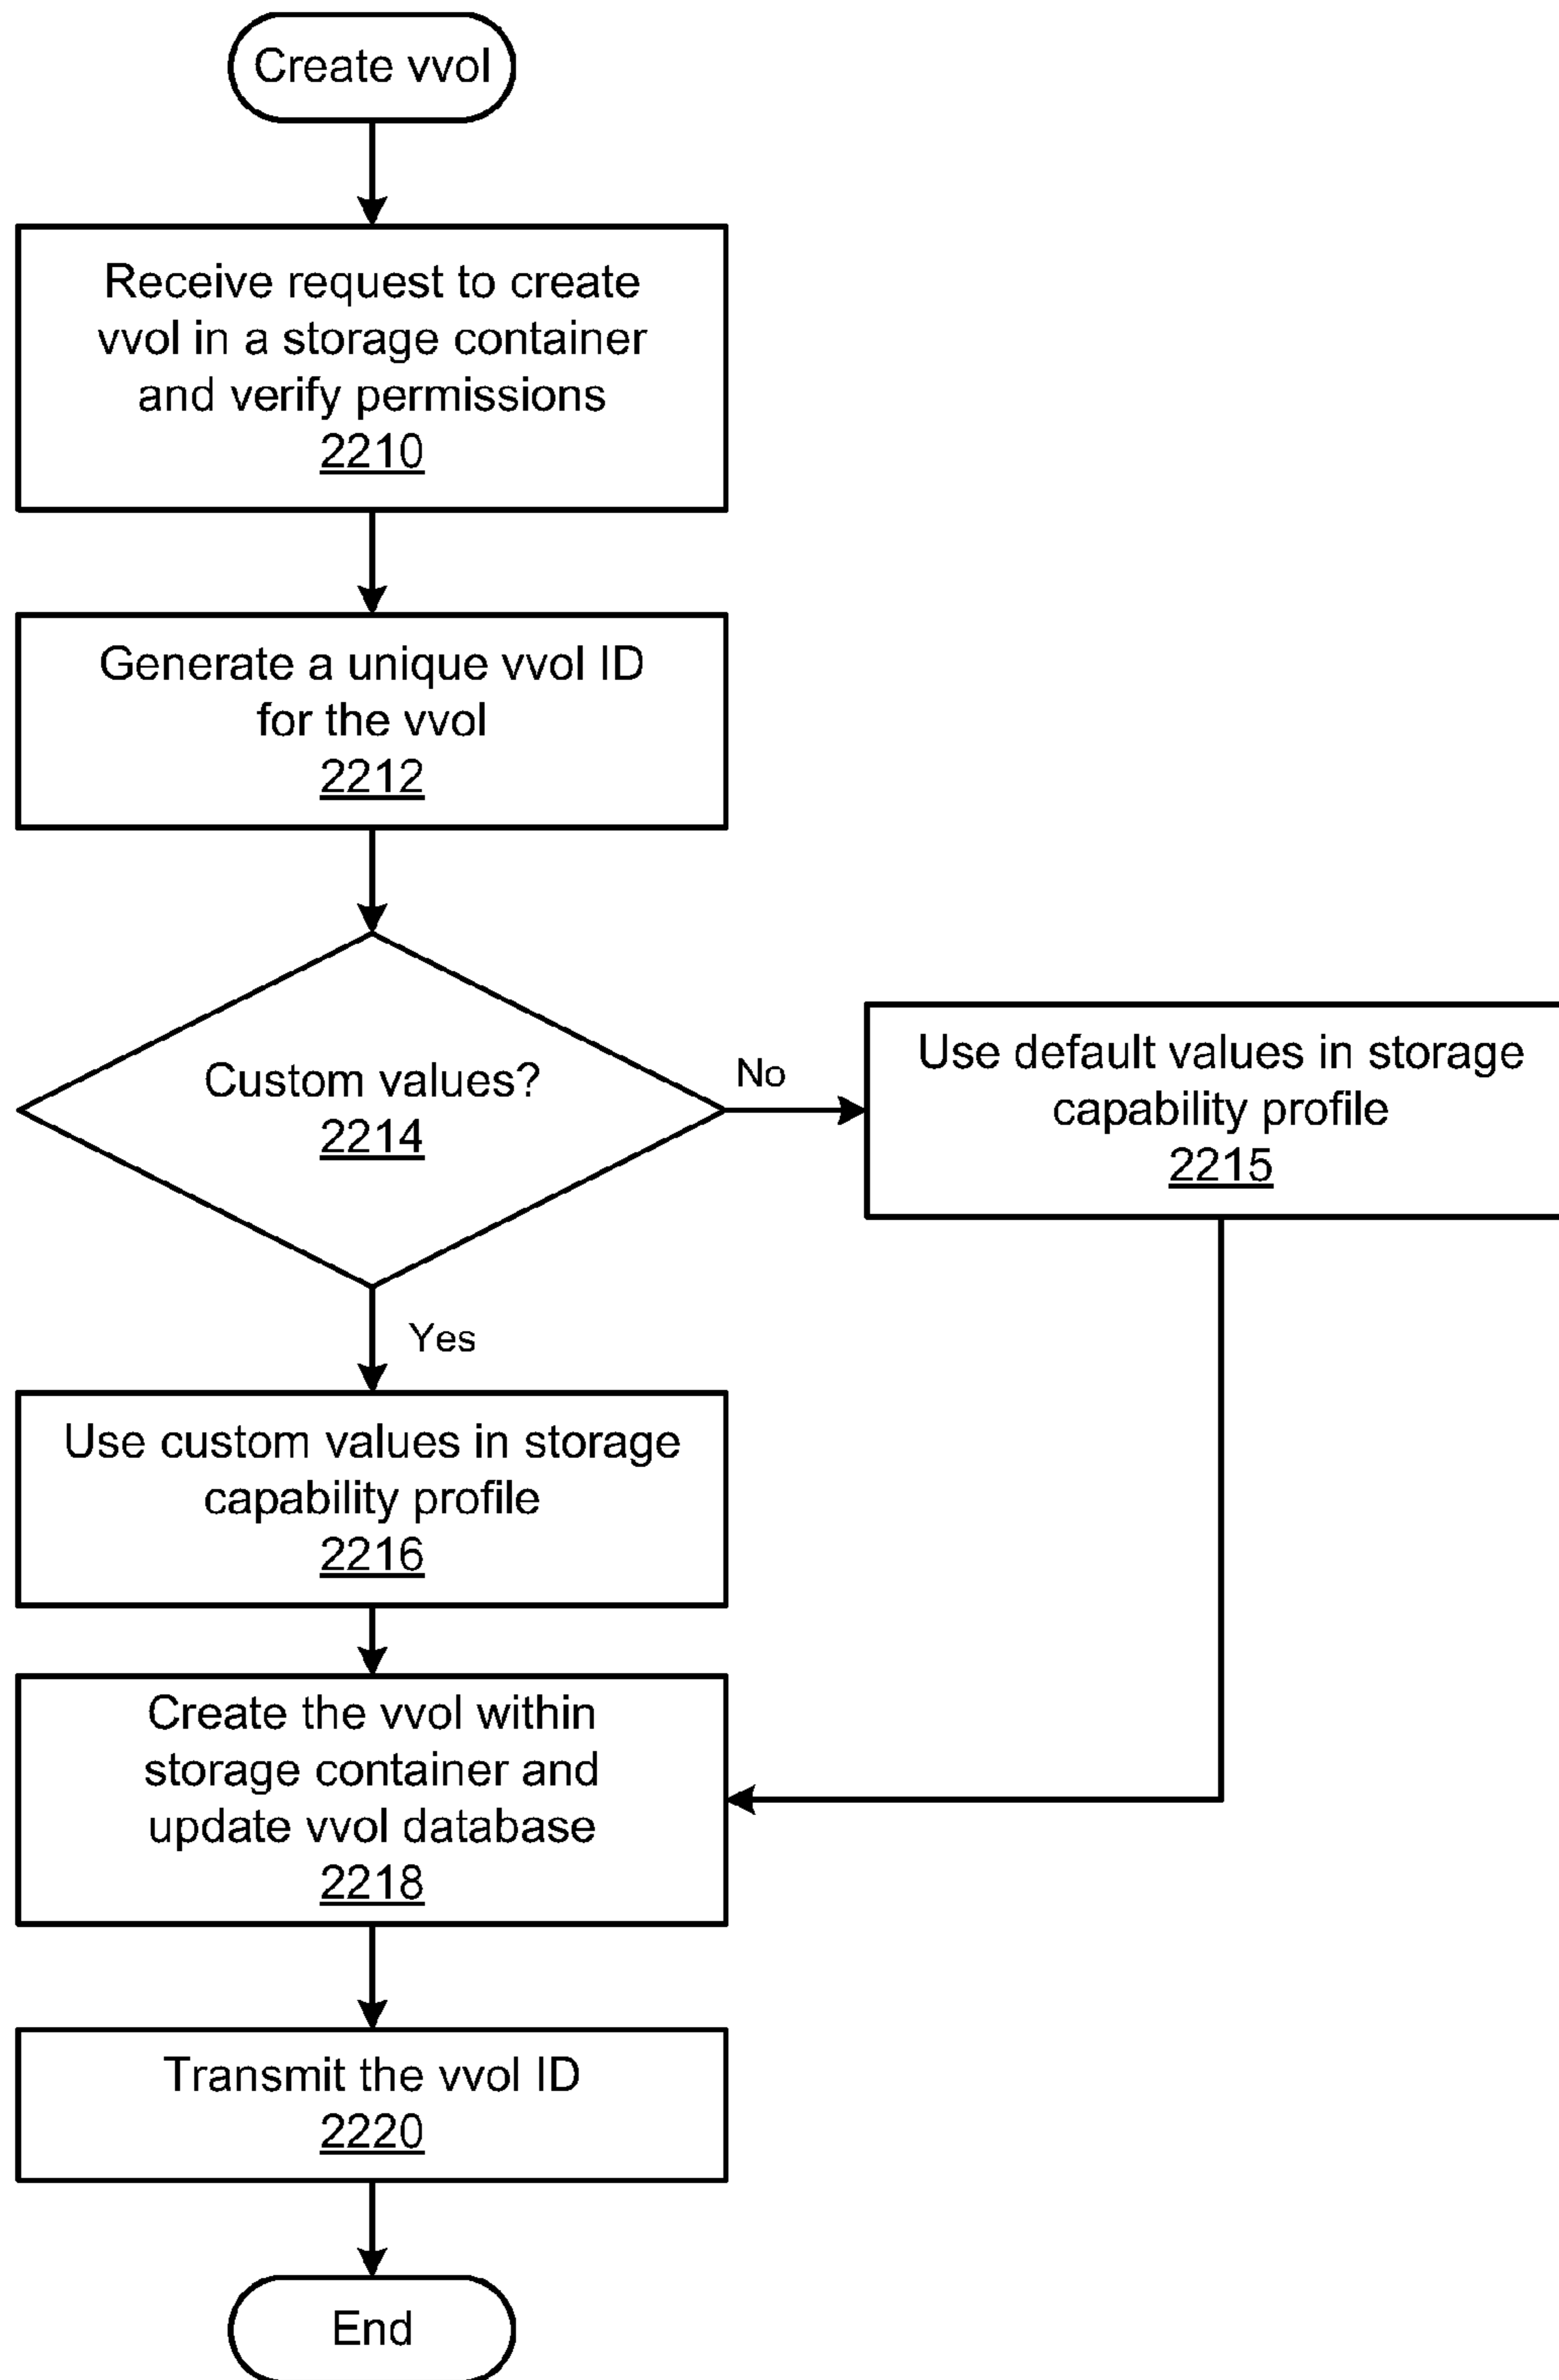 Create vvol
Receive request to create
vvol in a storage container
and verify permissions
2210
Generate a unique vvol ID
for the vvol
2212
Custom values?
2214
No
Use default values in storage
capability profile
2215
Yes
Use custom values in storage
capability profile
2216
Create the vvol within
storage container and
update vvol database
2218
Transmit the vvol ID
2220
End